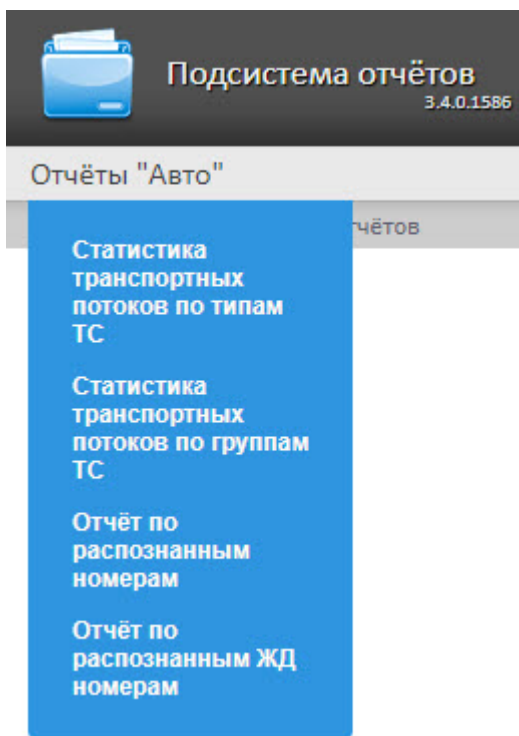 Подсистема отчётов
3.4.0.1586
Отчёты "Авто"
чётов
Статистика
транспортных
потоков по типам
ТС
Статистика
транспортных
потоков по группам
ТС
Отчёт по
распознанным
номерам
Отчёт по
распознанным ЖД
номерам